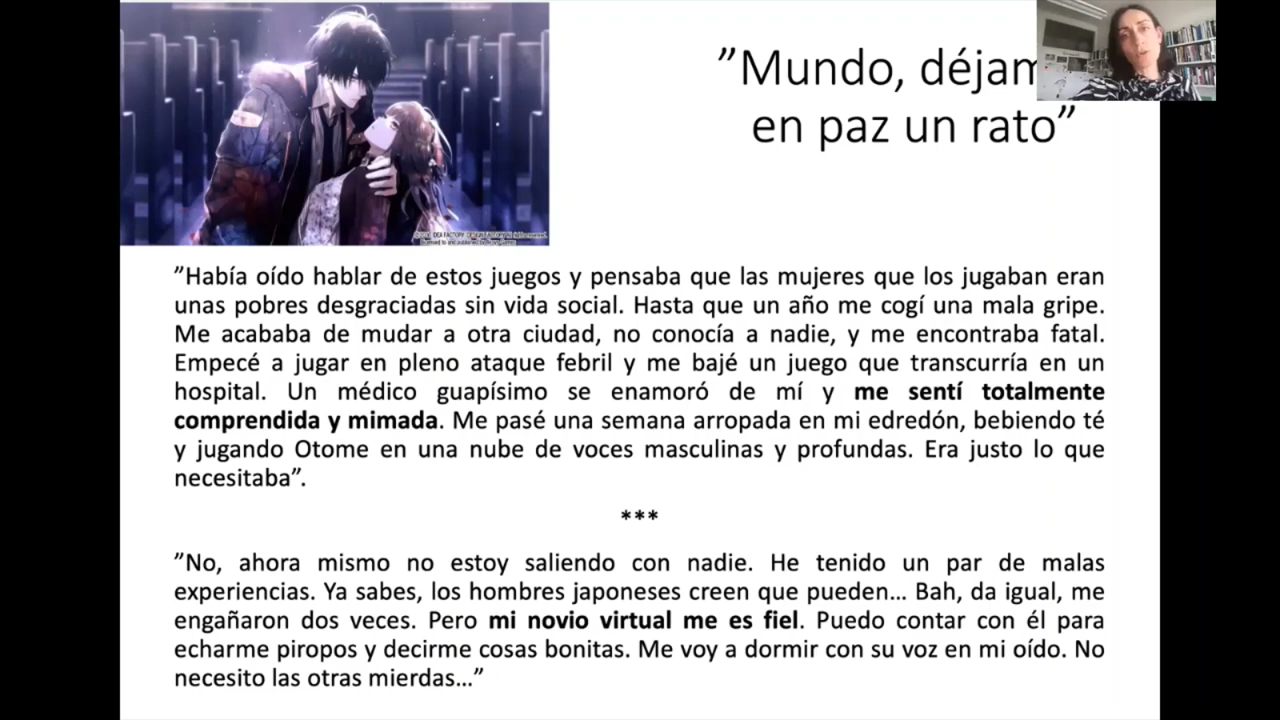 ”Mundo, déjam
en paz un rato”
”Había oído hablar de estos juegos y pensaba que las mujeres que los jugaban eran
unas pobres desgraciadas sin vida social. Hasta que un año me cogí una mala gripe.
Me acababa de mudar a otra ciudad, no conocía a nadie, y me encontraba fatal.
Empecé a jugar en pleno ataque febril y me bajé un juego que transcurría en un
hospital. Un médico guapísimo se enamoró de mí y me sentí totalmente
comprendida y mimada. Me pasé una semana arropada en mi edredón, bebiendo té
y jugando Otome en una nube de voces masculinas y profundas. Era justo lo que
necesitaba”.
***
”No, ahora mismo no estoy saliendo con nadie. He tenido un par de malas
experiencias. Ya sabes, los hombres japoneses creen que pueden… Bah, da igual, me
engañaron dos veces. Pero mi novio virtual me es fiel. Puedo contar con él para
echarme piropos y decirme cosas bonitas. Me voy a dormir con su voz en mi oído. No
necesito las otras mierdas…”